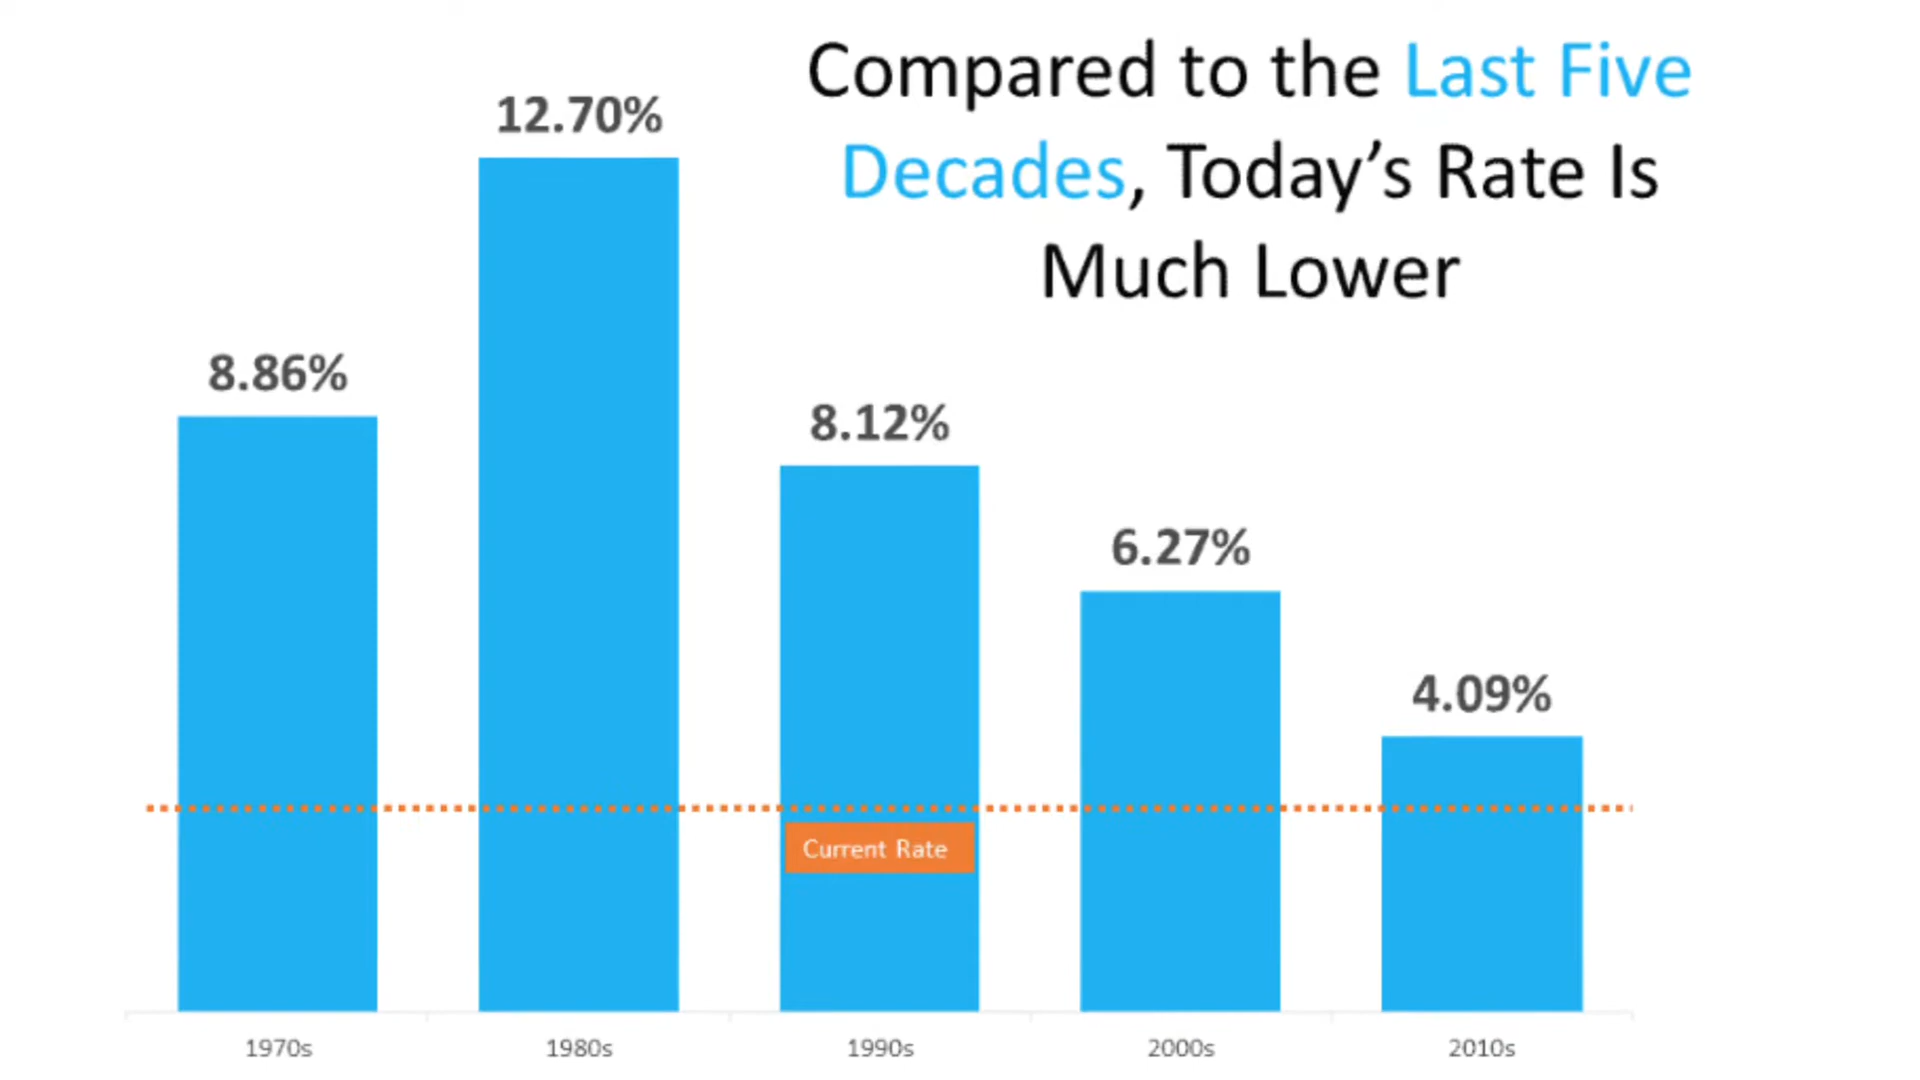 Compared to the Last Five
Decades, Today’s Rate Is
Much Lower
12.70%
8.86%
8.12%
6.27%
4.09%
Current Rate
1970s
1980s
1990s
2000s
2010s